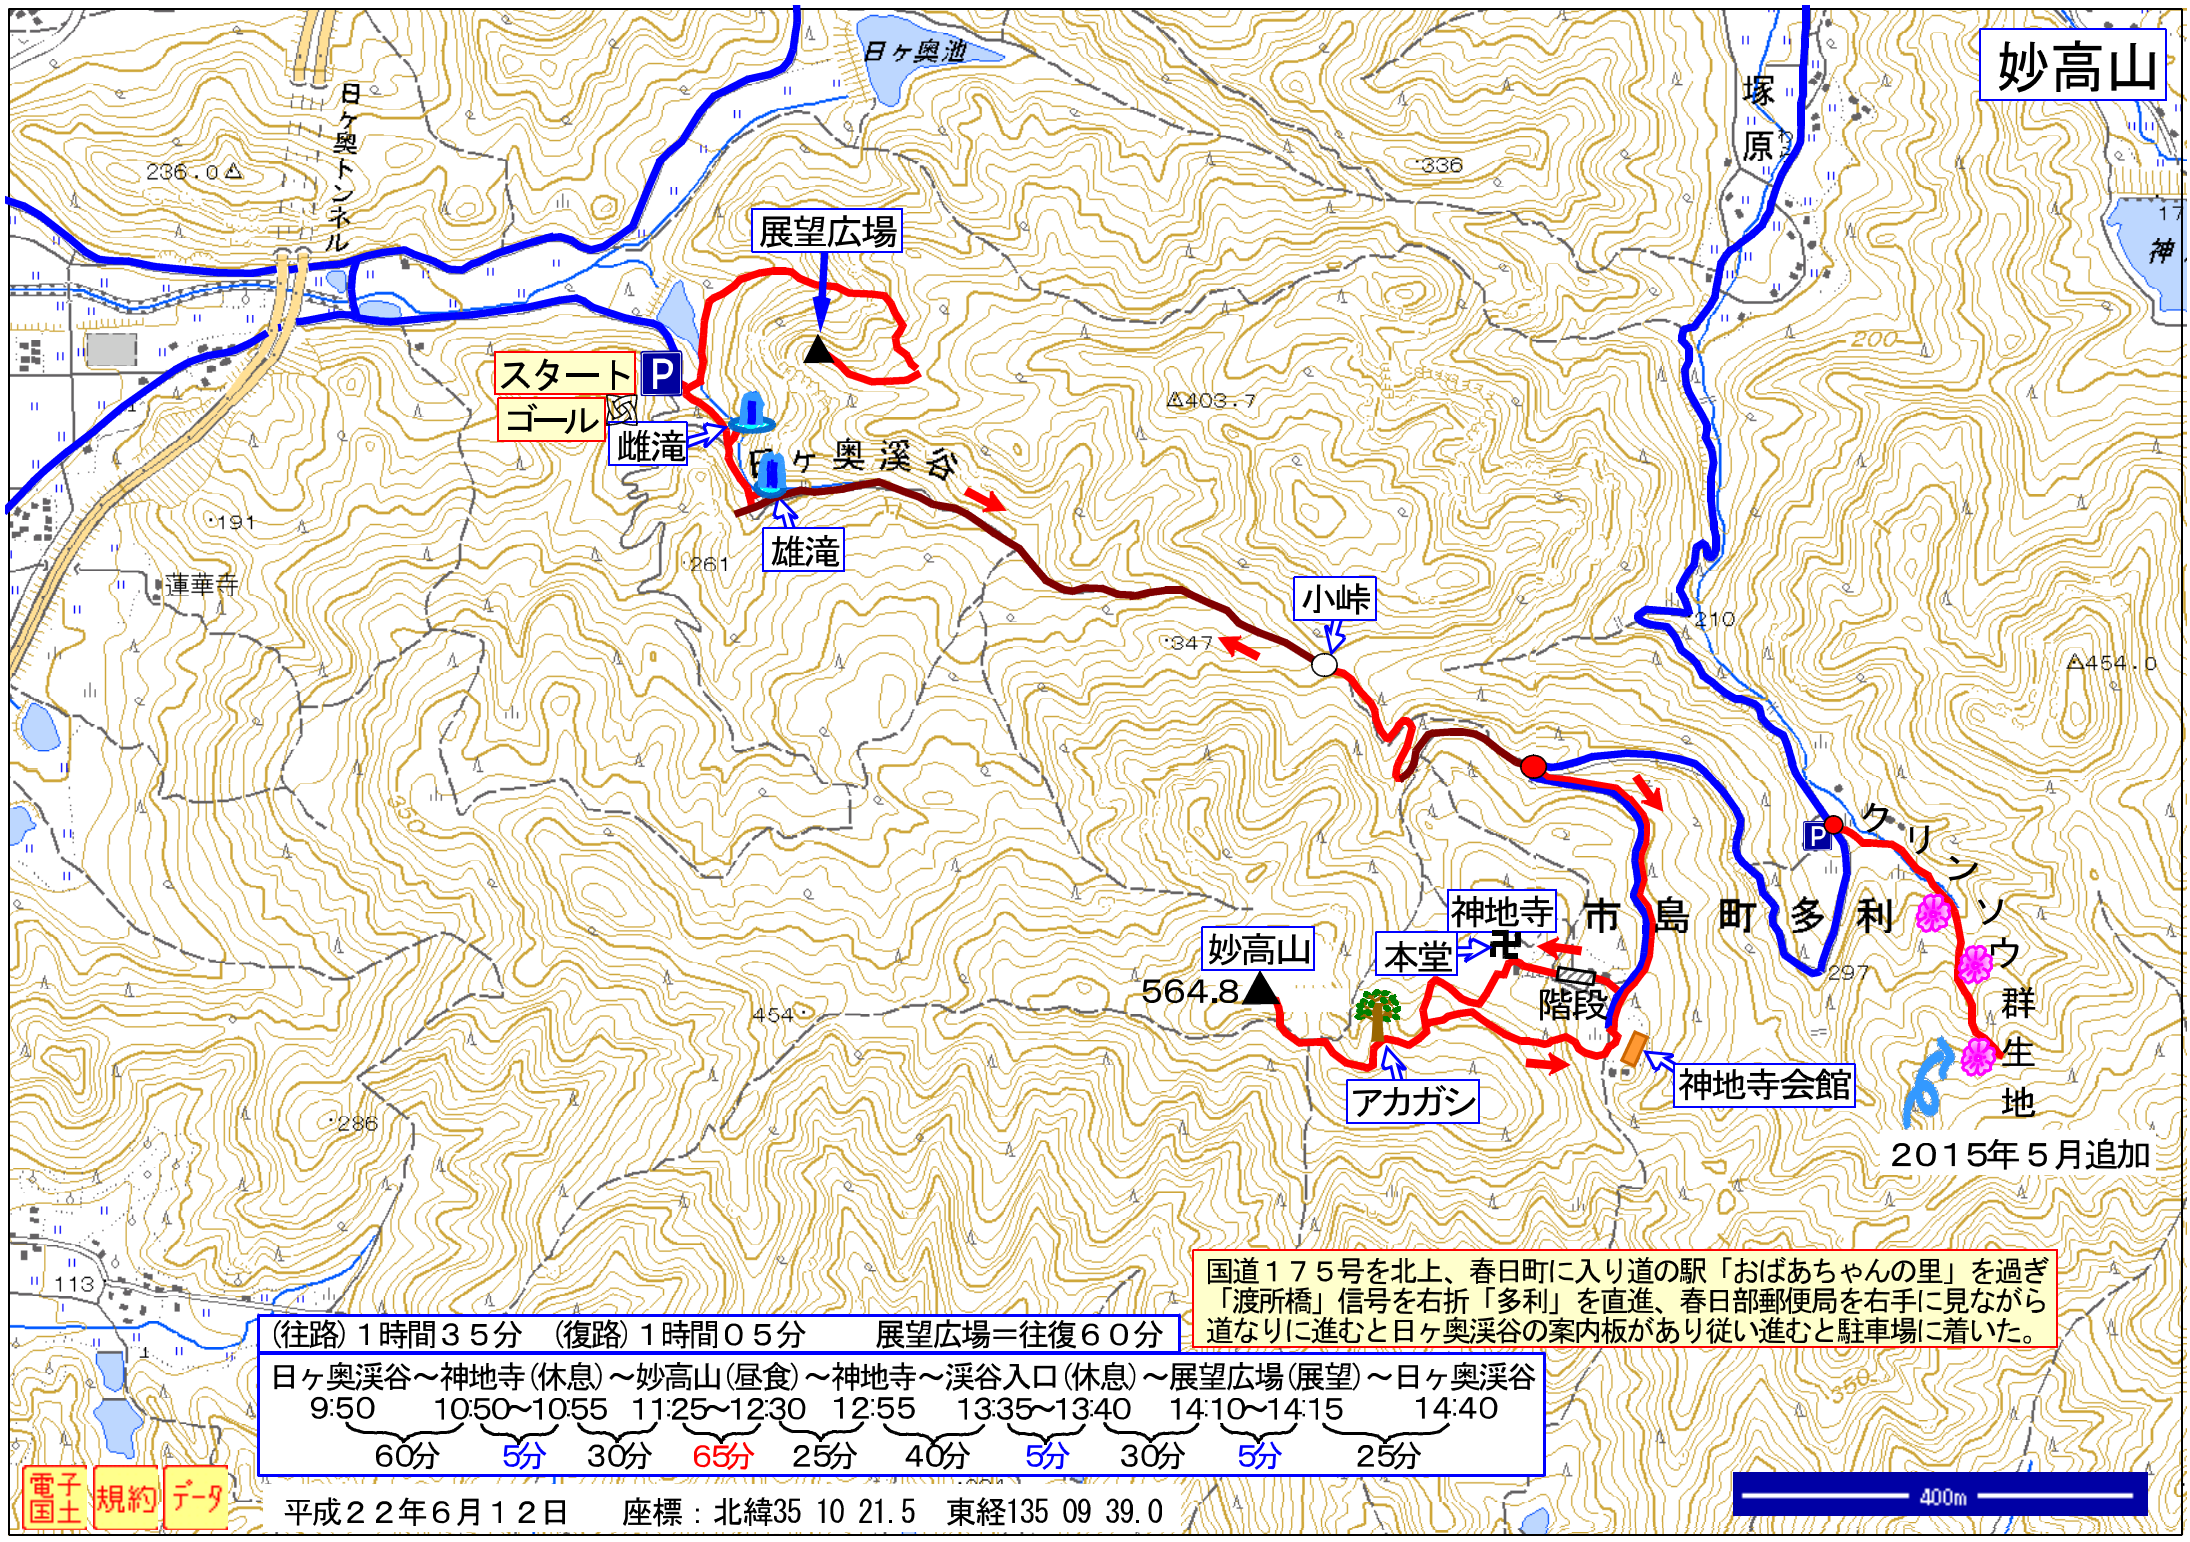 妙高山
日ヶ奥池
塚原
日ヶ奥トンネル
236.0
336
展望広場
200
スタート
P
ゴール
雌滝
403.7
日ヶ奥溪谷
雄滝
191
261
蓮華寺
小峠
347
210
454.0
350
P
クリンソウ群生地
神地寺
市島町多利
本堂
妙高山
564.8
297
階段
454
アカガシ
神地寺会館
286
2015年5月追加
113
1
350
国道175号を北上、春日町に入り道の駅「おばあちゃんの里」を過ぎ
「渡所橋」信号を右折「多利」を直進、春日部郵便局を右手に見ながら
道なりに進むと日ヶ奥渓谷の案内板があり従い進むと駐車場に着いた。
(往路)1時間35分 (復路)1時間05分 展望広場=往復60分
日ヶ奥渓谷~神地寺(休息)~妙高山(昼食)~神地寺~渓谷入口(休息)~展望広場(展望)~日ヶ奥渓谷
9:50 10:50~10:55 11:25~12:30 12:55 13:35~13:40 14:10~14:15 14:40
60分 5分 30分 65分 25分 40分 5分 30分 5分 25分
電子国土 規約 データ
平成22年6月12日 座標：北緯35 10 21.5 東経135 09 39.0
400m